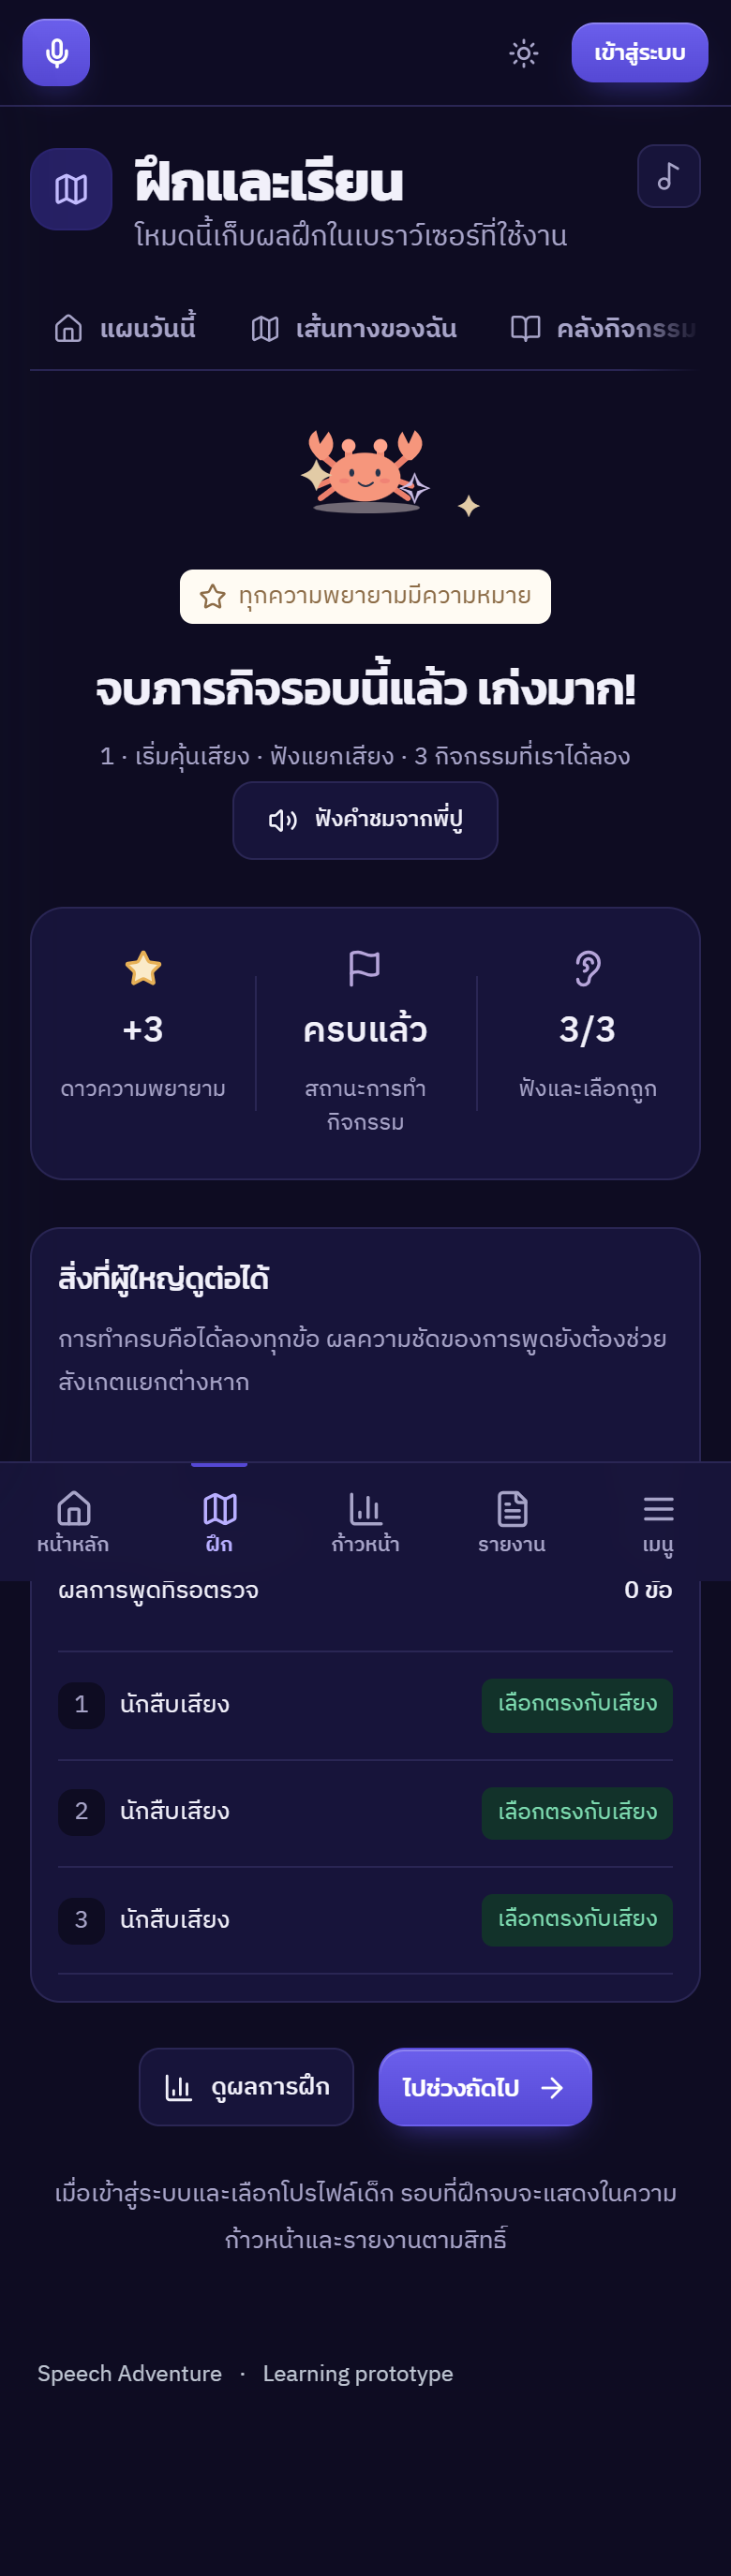 เข้าสู่ระบบ
ฝึกและเรียน
โหมดนี้เก็บผลฝึกในเบราว์เซอร์ที่ใช้งาน
แผนวันนี้
เส้นทางของฉัน
คลังกิจกรรม
ทุกความพยายามมีความหมาย
จบภารกิจรอบนี้แล้ว เก่งมาก!
1 · เริ่มคุ้นเสียง · ฟังแยกเสียง · 3 กิจกรรมที่เราได้ลอง
ฟังคำชมจากพี่ปู
+3
ดาวความพยายาม
ครบแล้ว
สถานะการทำ
กิจกรรม
3/3
ฟังและเลือกถูก
สิ่งที่ผู้ใหญ่ดูต่อได้
การทำครบคือได้ลองทุกข้อ ผลความชัดของการพูดยังต้องช่วย
สังเกตแยกต่างหาก
หน้าหลัก
ฝึก
ก้าวหน้า
รายงาน
เมนู
ผลการพูดที่รอตรวจ
0 ข้อ
1 นักสืบเสียง
เลือกตรงกับเสียง
2 นักสืบเสียง
เลือกตรงกับเสียง
3 นักสืบเสียง
เลือกตรงกับเสียง
ดูผลการฝึก
ไปช่วงถัดไป
เมื่อเข้าสู่ระบบและเลือกโปรไฟล์เด็ก รอบที่ฝึกจบจะแสดงในความ
ก้าวหน้าและรายงานตามสิทธิ์
Speech Adventure · Learning prototype